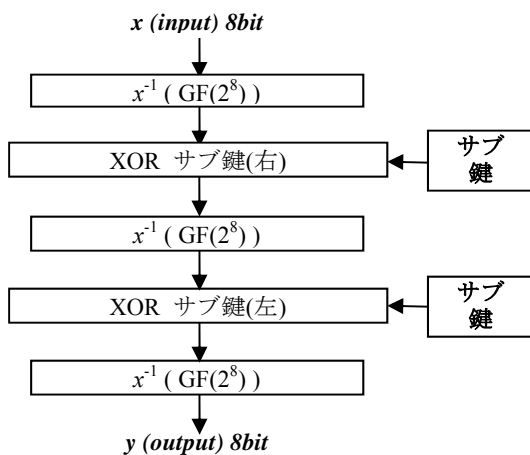 x (input) 8bit
x⁻¹ ( GF(2⁸) )
XOR サブ鍵(右)
サブ
鍵
x⁻¹ ( GF(2⁸) )
XOR サブ鍵(左)
サブ
鍵
x⁻¹ ( GF(2⁸) )
y (output) 8bit